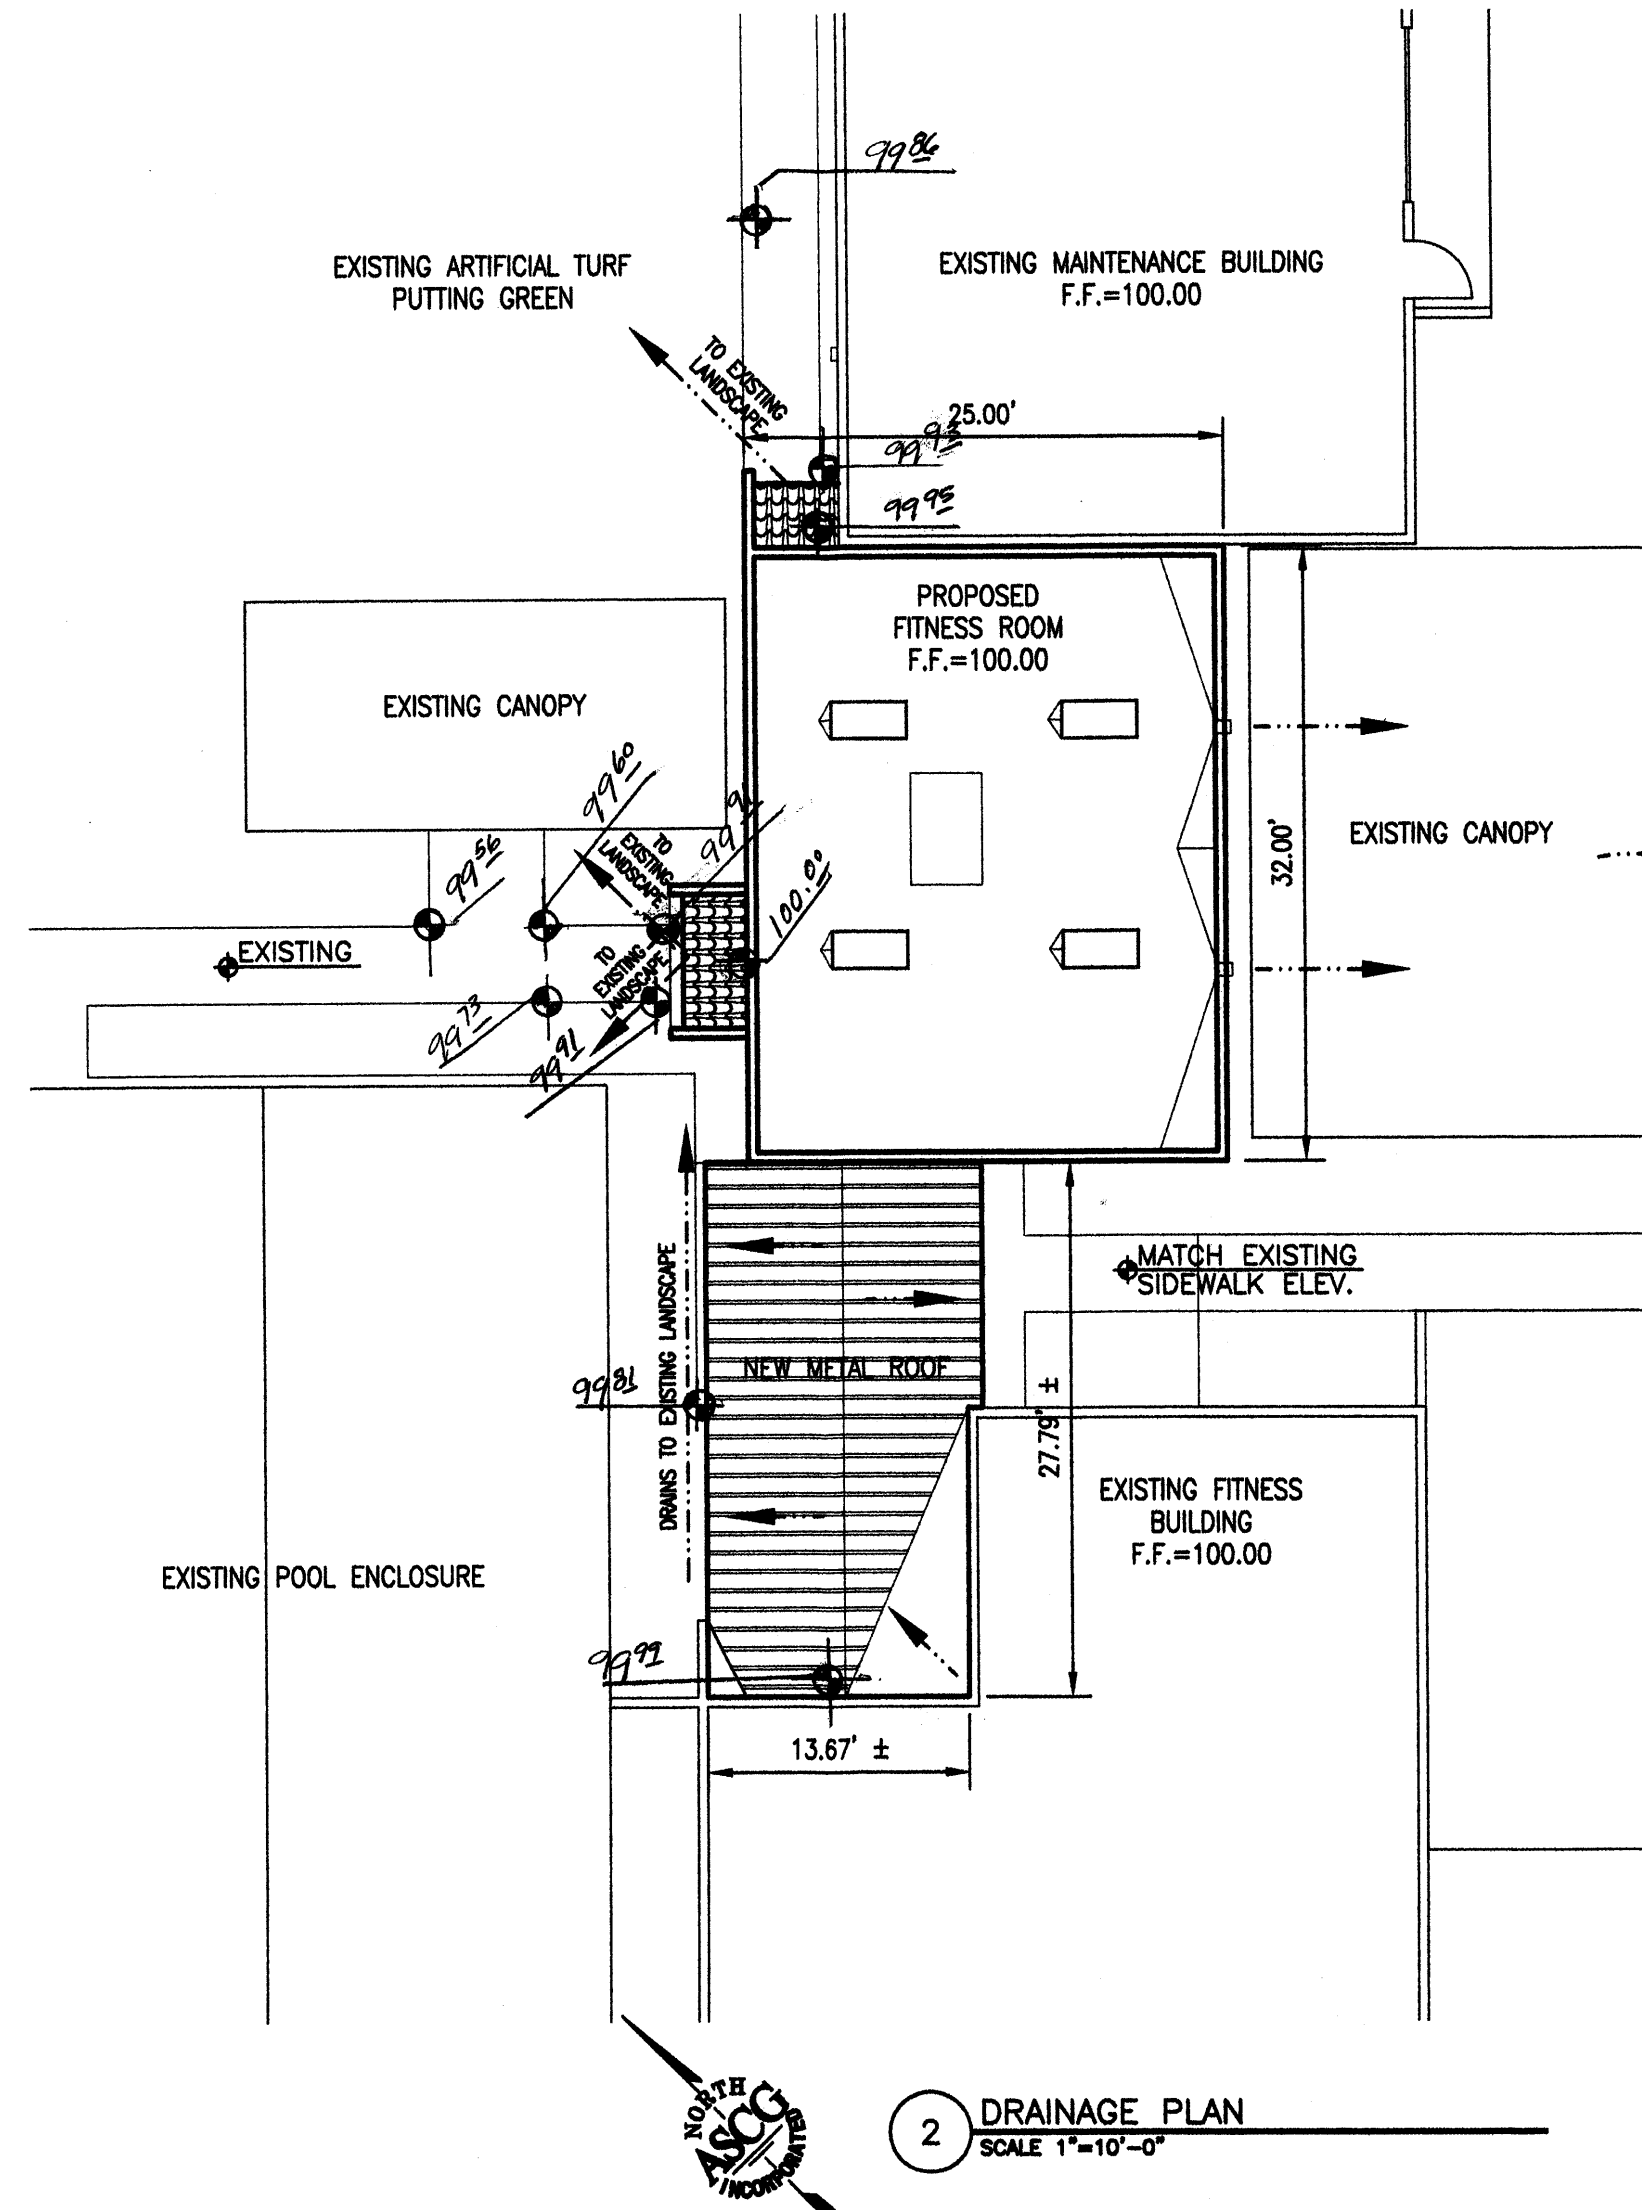 99 86
EXISTING ARTIFICIAL TURF
PUTTING GREEN
EXISTING MAINTENANCE BUILDING
F.F.=100.00
TO EXISTING
LANDSCAPE
25.00'
99 93
99 95
PROPOSED
FITNESS ROOM
F.F.=100.00
EXISTING CANOPY
99 60
99 91
TO
EXISTING
LANDSCAPE
99 56
100.00
32.00'
EXISTING CANOPY
EXISTING
TO
EXISTING
LANDSCAPE
99 73
99 91
DRAINS TO EXISTING LANDSCAPE
MATCH EXISTING
SIDEWALK ELEV.
NEW METAL ROOF
99 81
27.79' ±
EXISTING FITNESS
BUILDING
F.F.=100.00
EXISTING POOL ENCLOSURE
99 99
13.67' ±
NORTH
ASCG
INCORPORATED
2
DRAINAGE PLAN
SCALE 1"=10'-0"